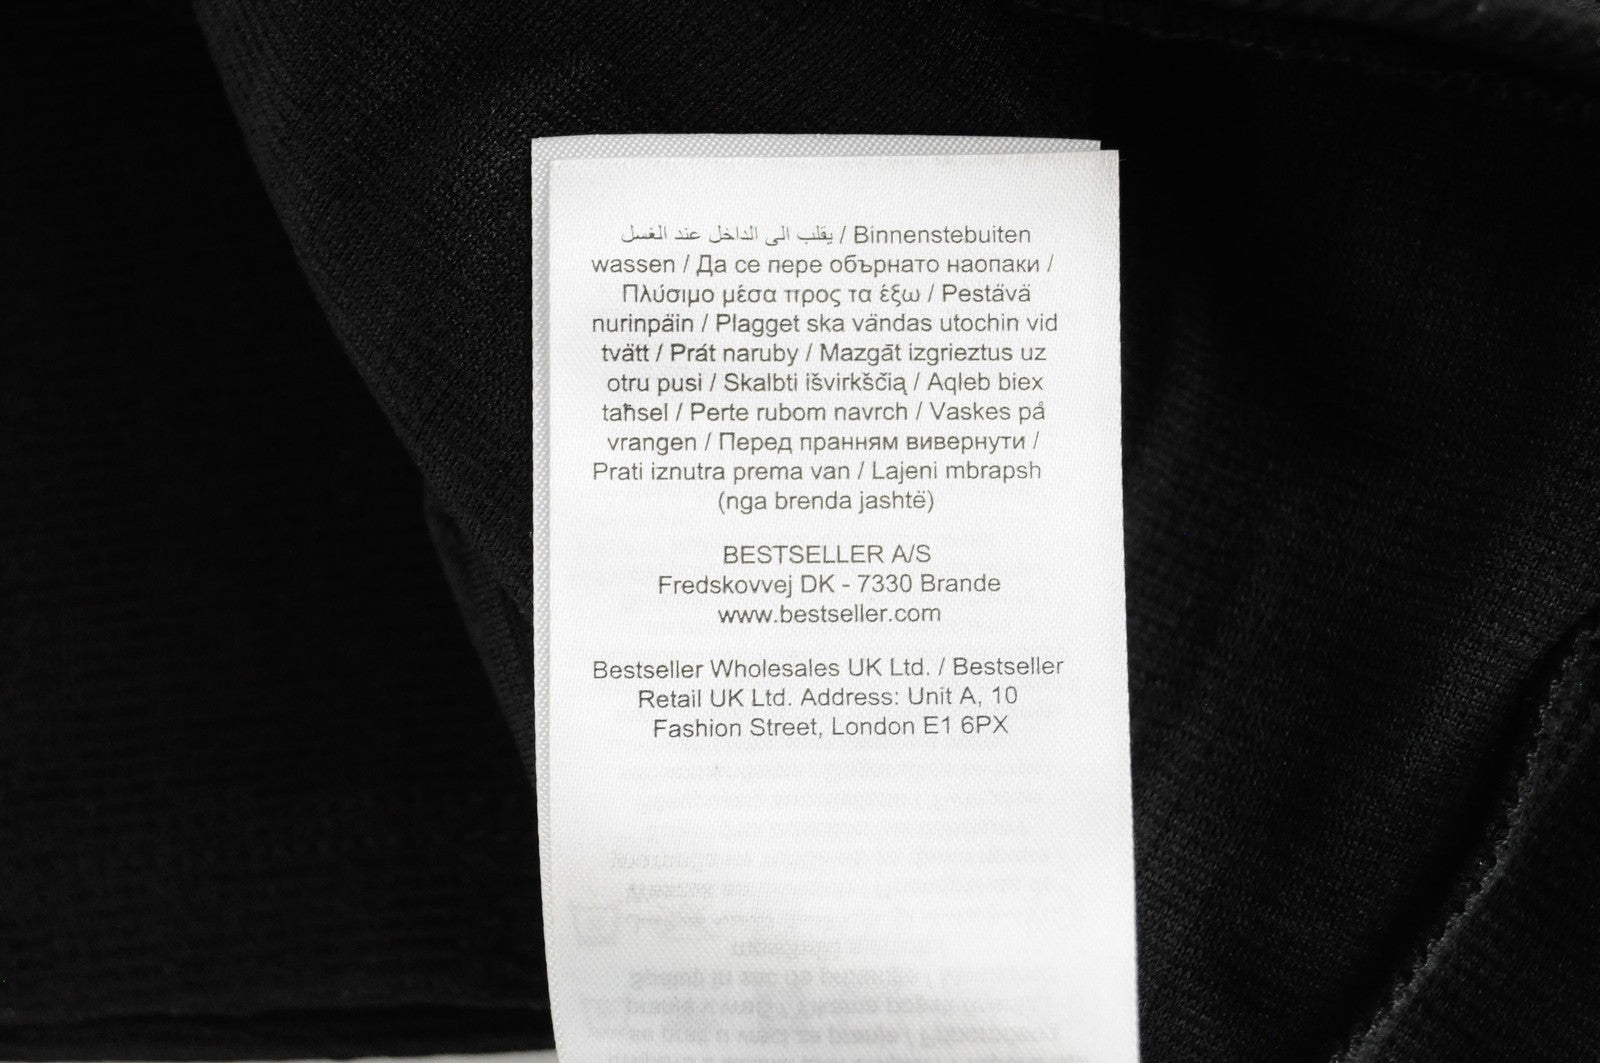 يقلب الى الداخل عند الغسل / Binnenstebuiten
wassen / Да се пере обърнато наопаки /
Πλύσιμο μέσα προς τα έξω / Pestävä
nurinpäin / Plagget ska vändas utochin vid
tvätt / Prát naruby / Mazgāt izgrieztus uz
otru pusi / Skalbti išvirkščią / Aqleb biex
taħsel / Perte rubom navrch / Vaskes på
vrangen / Перед пранням вивернути /
Prati iznutra prema van / Lajeni mbrapsh
(nga brenda jashtë)
BESTSELLER A/S
Fredskovvej DK - 7330 Brande
www.bestseller.com
Bestseller Wholesales UK Ltd. / Bestseller
Retail UK Ltd. Address: Unit A, 10
Fashion Street, London E1 6PX